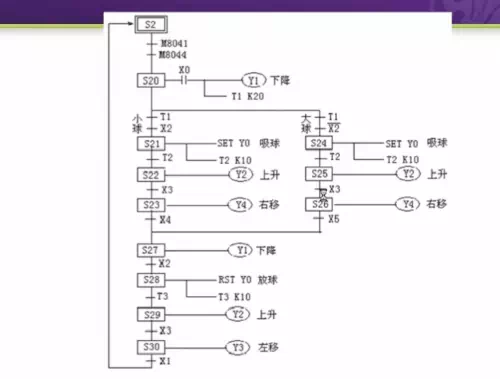 S2
M8041
M8044
S20 X0 Y1 下降
T1 K20
小球 T1 大球 T1
X2 X2
S21 SET Y0 吸球 S24 SET Y0 吸球
T2 T2 K10 T2 T2 K10
S22 Y2 上升 S25 Y2 上升
X3 X3
S23 Y4 右移 S26 Y4 右移
X4 X5
S27 Y1 下降
X2
S28 RST Y0 放球
T3 T3 K10
S29 Y2 上升
X3
S30 Y3 左移
X1